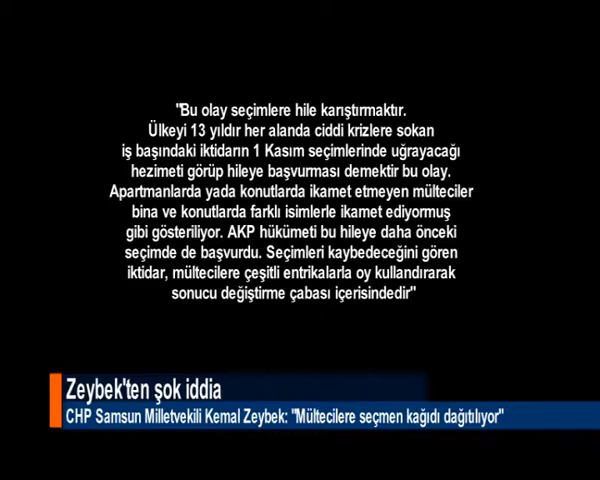 "Bu olay seçimlere hile karıştırmaktır.
Ülkeyi 13 yıldır her alanda ciddi krizlere sokan
iş başındaki iktidarın 1 Kasım seçimlerinde uğrayacağı
hezimeti görüp hileye başvurması demektir bu olay.
Apartmanlarda yada konutlarda ikamet etmeyen mülteciler
bina ve konutlarda farklı isimlerle ikamet ediyormuş
gibi gösteriliyor. AKP hükümeti bu hileye daha önceki
seçimde de başvurdu. Seçimleri kaybedeceğini gören
iktidar, mültecilere çeşitli entrikalarla oy kullandırarak
sonucu değiştirme çabası içerisindedir"
Zeybek'ten şok iddia
CHP Samsun Milletvekili Kemal Zeybek: "Mültecilere seçmen kağıdı dağıtılıyor"